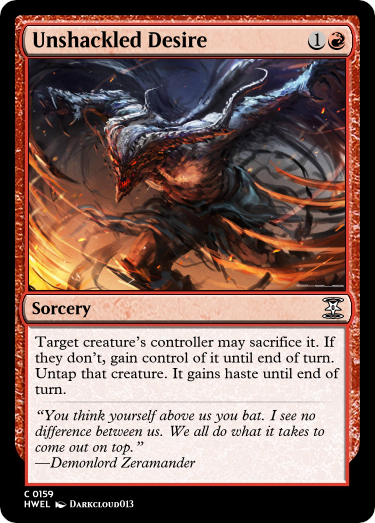 Unshackled Desire 1
Sorcery
Target creature's controller may sacrifice it. If
they don't, gain control of it until end of turn.
Untap that creature. It gains haste until end of
turn.
“You think yourself above us you bat. I see no
difference between us. We all do what it takes to
come out on top.”
—Demonlord Zeramander
C 0159
HWEL Darkcloud013